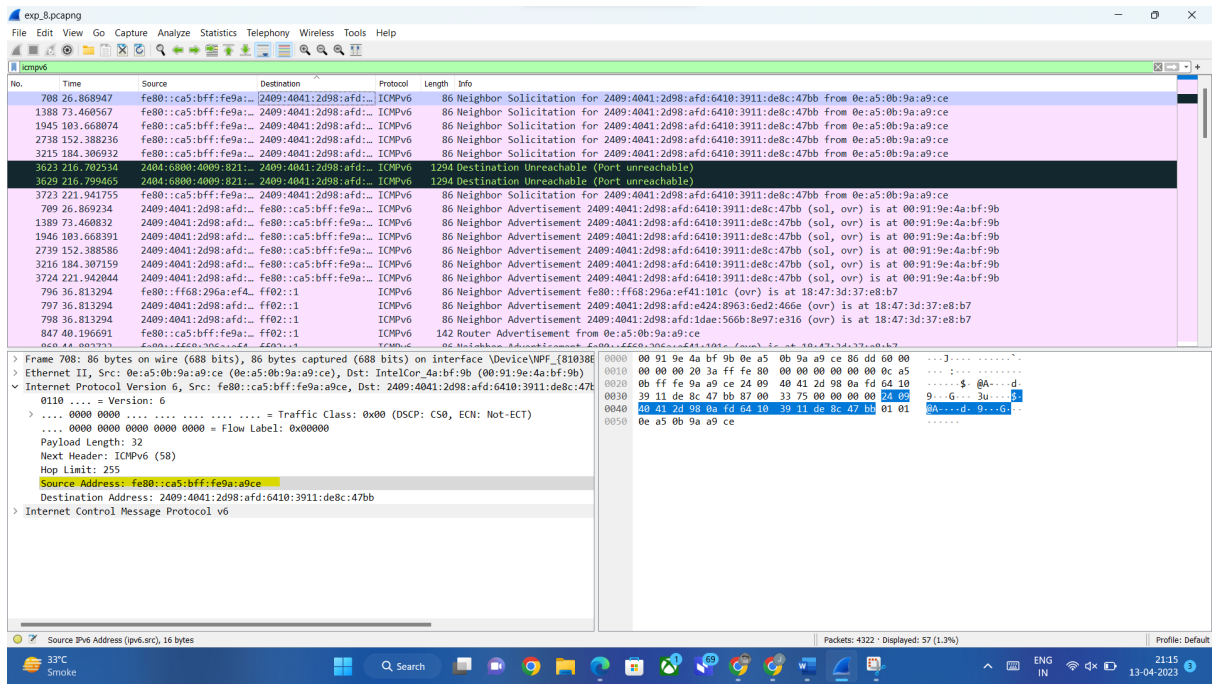 exp_8.pcapng
File Edit View Go Capture Analyze Statistics Telephony Wireless Tools Help
icmpv6
No. Time Source Destination Protocol Length Info
708 26.868947 fe80::ca5:bff:fe9a:… 2409:4041:2d98:afd:… ICMPv6 86 Neighbor Solicitation for 2409:4041:2d98:afd:6410:3911:de8c:47bb from 0e:a5:0b:9a:a9:ce
1388 73.460567 fe80::ca5:bff:fe9a:… 2409:4041:2d98:afd:… ICMPv6 86 Neighbor Solicitation for 2409:4041:2d98:afd:6410:3911:de8c:47bb from 0e:a5:0b:9a:a9:ce
1945 103.668074 fe80::ca5:bff:fe9a:… 2409:4041:2d98:afd:… ICMPv6 86 Neighbor Solicitation for 2409:4041:2d98:afd:6410:3911:de8c:47bb from 0e:a5:0b:9a:a9:ce
2738 152.388236 fe80::ca5:bff:fe9a:… 2409:4041:2d98:afd:… ICMPv6 86 Neighbor Solicitation for 2409:4041:2d98:afd:6410:3911:de8c:47bb from 0e:a5:0b:9a:a9:ce
3215 184.306932 fe80::ca5:bff:fe9a:… 2409:4041:2d98:afd:… ICMPv6 86 Neighbor Solicitation for 2409:4041:2d98:afd:6410:3911:de8c:47bb from 0e:a5:0b:9a:a9:ce
3623 216.702534 2404:6800:4009:821:… 2409:4041:2d98:afd:… ICMPv6 1294 Destination Unreachable (Port unreachable)
3629 216.799465 2404:6800:4009:821:… 2409:4041:2d98:afd:… ICMPv6 1294 Destination Unreachable (Port unreachable)
3723 221.941755 fe80::ca5:bff:fe9a:… 2409:4041:2d98:afd:… ICMPv6 86 Neighbor Solicitation for 2409:4041:2d98:afd:6410:3911:de8c:47bb from 0e:a5:0b:9a:a9:ce
709 26.869234 2409:4041:2d98:afd:… fe80::ca5:bff:fe9a:… ICMPv6 86 Neighbor Advertisement 2409:4041:2d98:afd:6410:3911:de8c:47bb (sol, ovr) is at 00:91:9e:4a:bf:9b
1389 73.460832 2409:4041:2d98:afd:… fe80::ca5:bff:fe9a:… ICMPv6 86 Neighbor Advertisement 2409:4041:2d98:afd:6410:3911:de8c:47bb (sol, ovr) is at 00:91:9e:4a:bf:9b
1946 103.668391 2409:4041:2d98:afd:… fe80::ca5:bff:fe9a:… ICMPv6 86 Neighbor Advertisement 2409:4041:2d98:afd:6410:3911:de8c:47bb (sol, ovr) is at 00:91:9e:4a:bf:9b
2739 152.388586 2409:4041:2d98:afd:… fe80::ca5:bff:fe9a:… ICMPv6 86 Neighbor Advertisement 2409:4041:2d98:afd:6410:3911:de8c:47bb (sol, ovr) is at 00:91:9e:4a:bf:9b
3216 184.307159 2409:4041:2d98:afd:… fe80::ca5:bff:fe9a:… ICMPv6 86 Neighbor Advertisement 2409:4041:2d98:afd:6410:3911:de8c:47bb (sol, ovr) is at 00:91:9e:4a:bf:9b
3724 221.942044 2409:4041:2d98:afd:… fe80::ca5:bff:fe9a:… ICMPv6 86 Neighbor Advertisement 2409:4041:2d98:afd:6410:3911:de8c:47bb (sol, ovr) is at 00:91:9e:4a:bf:9b
796 36.813294 fe80::ff68:296a:ef4… ff02::1 ICMPv6 86 Neighbor Advertisement fe80::ff68:296a:ef41:101c (ovr) is at 18:47:3d:37:e8:b7
797 36.813294 2409:4041:2d98:afd:… ff02::1 ICMPv6 86 Neighbor Advertisement 2409:4041:2d98:afd:e424:8963:6ed2:466e (ovr) is at 18:47:3d:37:e8:b7
798 36.813294 2409:4041:2d98:afd:… ff02::1 ICMPv6 86 Neighbor Advertisement 2409:4041:2d98:afd:1dae:566b:8e97:e316 (ovr) is at 18:47:3d:37:e8:b7
847 40.196691 fe80::ca5:bff:fe9a:… ff02::1 ICMPv6 142 Router Advertisement from 0e:a5:0b:9a:a9:ce
Frame 708: 86 bytes on wire (688 bits), 86 bytes captured (688 bits) on interface \Device\NPF_{81038E
Ethernet II, Src: 0e:a5:0b:9a:a9:ce (0e:a5:0b:9a:a9:ce), Dst: IntelCor_4a:bf:9b (00:91:9e:4a:bf:9b)
Internet Protocol Version 6, Src: fe80::ca5:bff:fe9a:a9ce, Dst: 2409:4041:2d98:afd:6410:3911:de8c:47b
0110 .... = Version: 6
.... 0000 0000 .... .... .... .... .... = Traffic Class: 0x00 (DSCP: CS0, ECN: Not-ECT)
.... 0000 0000 0000 0000 0000 = Flow Label: 0x00000
Payload Length: 32
Next Header: ICMPv6 (58)
Hop Limit: 255
Source Address: fe80::ca5:bff:fe9a:a9ce
Destination Address: 2409:4041:2d98:afd:6410:3911:de8c:47bb
Internet Control Message Protocol v6
0000 00 91 9e 4a bf 9b 0e a5 0b 9a a9 ce 86 dd 60 00 ···J···· ······`·
0010 00 00 00 20 3a ff fe 80 00 00 00 00 00 00 0c a5 ··· :··· ········
0020 0b ff fe 9a a9 ce 24 09 40 41 2d 98 0a fd 64 10 ······$· @A-···d·
0030 39 11 de 8c 47 bb 87 00 33 75 00 00 00 00 24 09 9···G··· 3u····$·
0040 40 41 2d 98 0a fd 64 10 39 11 de 8c 47 bb 01 01 @A-···d· 9···G···
0050 0e a5 0b 9a a9 ce ······
Source IPv6 Address (ipv6.src), 16 bytes
Packets: 4322 · Displayed: 57 (1.3%)
Profile: Default
33°C
Smoke
Search
1
69
ENG
IN
21:15
13-04-2023
3